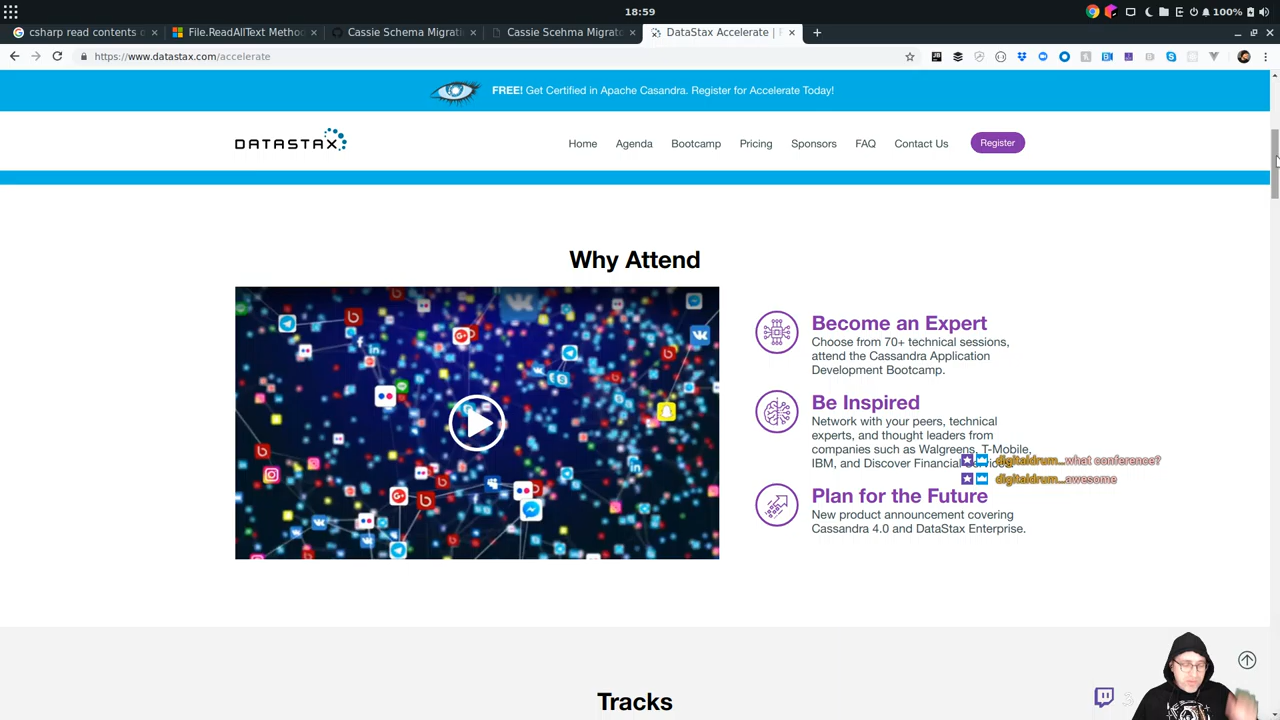 18:59
100%
csharp read contents o
File.ReadAllText Metho
Cassie Schema Migrati
Cassie Scehma Migrat
DataStax Accelerate |
https://www.datastax.com/accelerate
FREE! Get Certified in Apache Casandra. Register for Accelerate Today!
DATASTAX
Home
Agenda
Bootcamp
Pricing
Sponsors
FAQ
Contact Us
Register
Why Attend
Become an Expert
Choose from 70+ technical sessions,
attend the Cassandra Application
Development Bootcamp.
Be Inspired
Network with your peers, technical
experts, and thought leaders from
companies such as Walgreens, T-Mobile,
IBM, and Discover Financial Services.
digitaldrum...what conference?
digitaldrum...awesome
Plan for the Future
New product announcement covering
Cassandra 4.0 and DataStax Enterprise.
Tracks
3